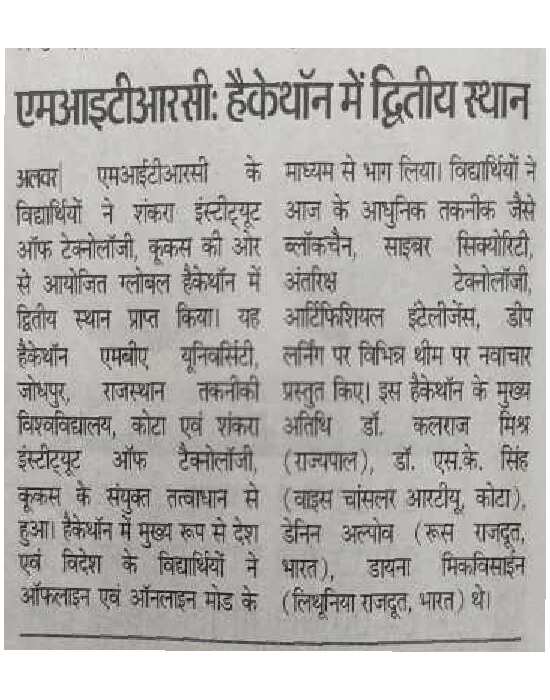 एमआइटीआरसी: हैकेथॉन में द्वितीय स्थान
अलवर| एमआईटीआरसी के
विद्यार्थियों ने शंकरा इंस्टीट्यूट
ऑफ टेक्नोलॉजी, कूकस की ओर
से आयोजित ग्लोबल हैकेथॉन में
द्वितीय स्थान प्राप्त किया। यह
हैकेथॉन एमबीए यूनिवर्सिटी,
जोधपुर, राजस्थान तकनीकी
विश्वविद्यालय, कोटा एवं शंकरा
इंस्टीट्यूट ऑफ टैक्नोलॉजी,
कूकस के संयुक्त तत्वाधान से
हुआ। हैकेथॉन में मुख्य रूप से देश
एवं विदेश के विद्यार्थियों ने
ऑफलाइन एवं ऑनलाइन मोड के
माध्यम से भाग लिया। विद्यार्थियों ने
आज के आधुनिक तकनीक जैसे
ब्लॉकचैन, साइबर सिक्योरिटी,
अंतरिक्ष टेक्नोलॉजी,
आर्टिफिशियल इंटेलीजेंस, डीप
लर्निंग पर विभिन्न थीम पर नवाचार
प्रस्तुत किए। इस हैकेथॉन के मुख्य
अतिथि डॉ. कलराज मिश्र
(राज्यपाल), डॉ. एस.के. सिंह
(वाइस चांसलर आरटीयू, कोटा),
डेनिन अल्पोव (रूस राजदूत,
भारत), डायना मिकविसाईन
(लिथूनिया राजदूत, भारत) थे।